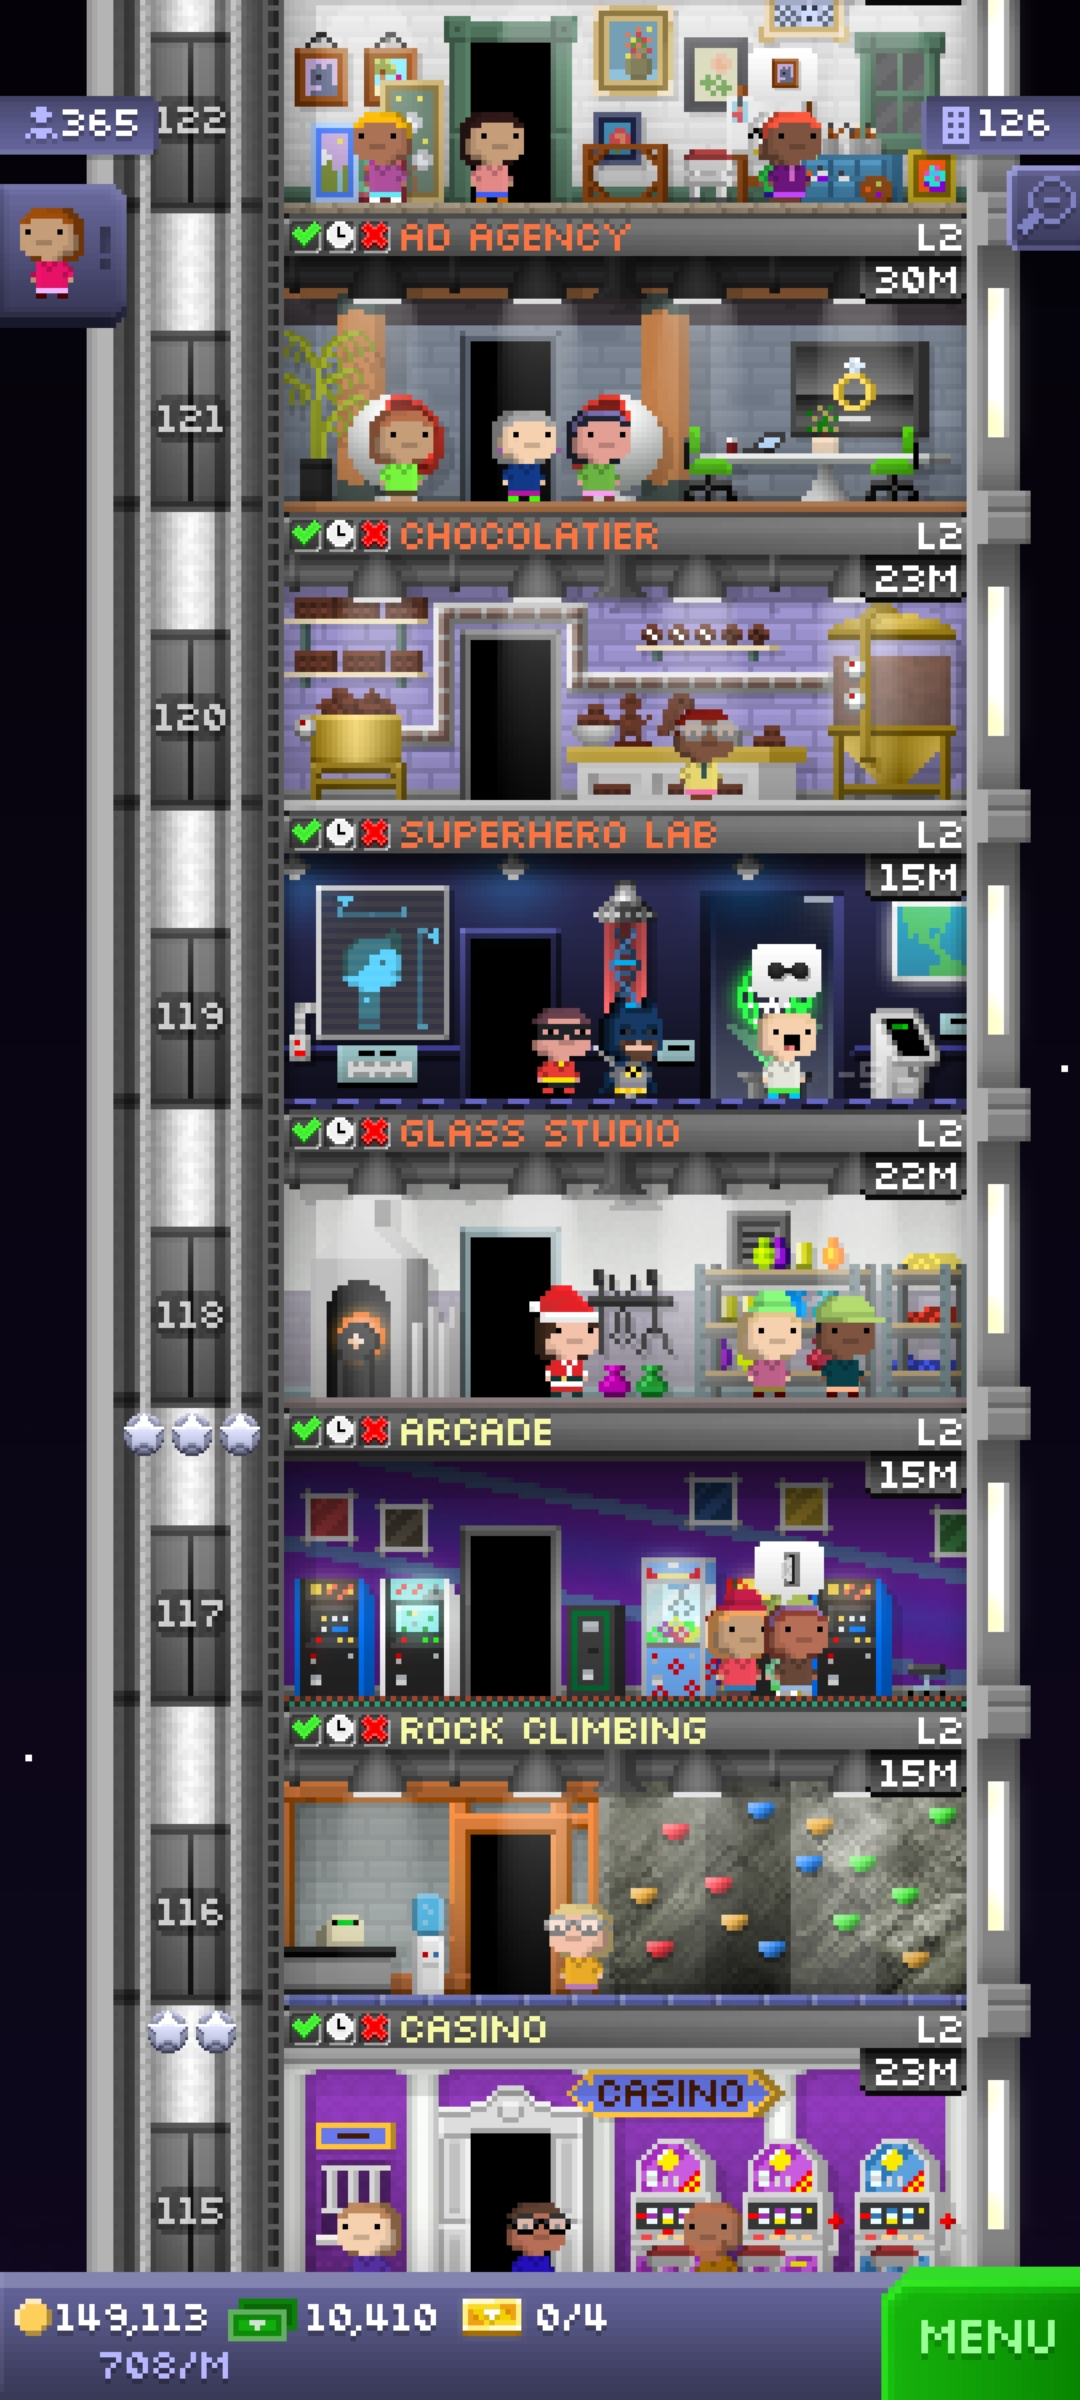 122
365
126
!
AD AGENCY L2
30M
121
CHOCOLATIER L2
23M
120
SUPERHERO LAB L2
15M
119
GLASS STUDIO L2
22M
118
ARCADE L2
15M
117
ROCK CLIMBING L2
15M
116
CASINO L2
23M
CASINO
115
149,113 10,410 0/4
708/M
MENU